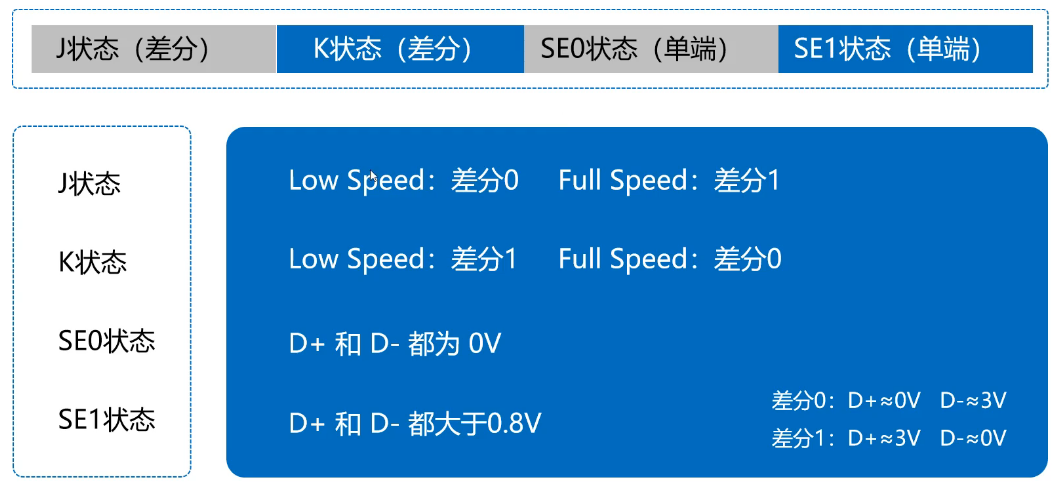 J状态（差分） K状态（差分） SE0状态（单端） SE1状态（单端）
J状态 Low Speed：差分0 Full Speed：差分1
K状态 Low Speed：差分1 Full Speed：差分0
SE0状态 D+ 和 D- 都为 0V
SE1状态 D+ 和 D- 都大于0.8V
差分0：D+≈0V D-≈3V
差分1：D+≈3V D-≈0V